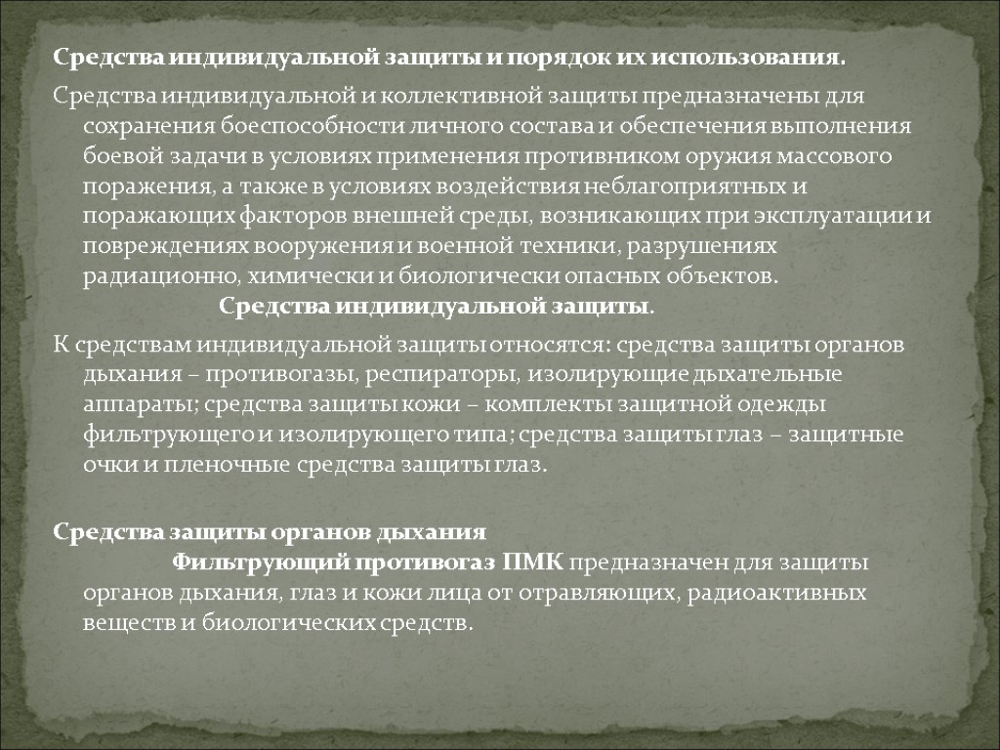 Средства индивидуальной защиты и порядок их использования.
Средства индивидуальной и коллективной защиты предназначены для
сохранения боеспособности личного состава и обеспечения выполнения
боевой задачи в условиях применения противником оружия массового
поражения, а также в условиях воздействия неблагоприятных и
поражающих факторов внешней среды, возникающих при эксплуатации и
повреждениях вооружения и военной техники, разрушениях
радиационно, химически и биологически опасных объектов.
Средства индивидуальной защиты.
К средствам индивидуальной защиты относятся: средства защиты органов
дыхания – противогазы, респираторы, изолирующие дыхательные
аппараты; средства защиты кожи – комплекты защитной одежды
фильтрующего и изолирующего типа; средства защиты глаз – защитные
очки и пленочные средства защиты глаз.
Средства защиты органов дыхания
Фильтрующий противогаз ПМК предназначен для защиты
органов дыхания, глаз и кожи лица от отравляющих, радиоактивных
веществ и биологических средств.